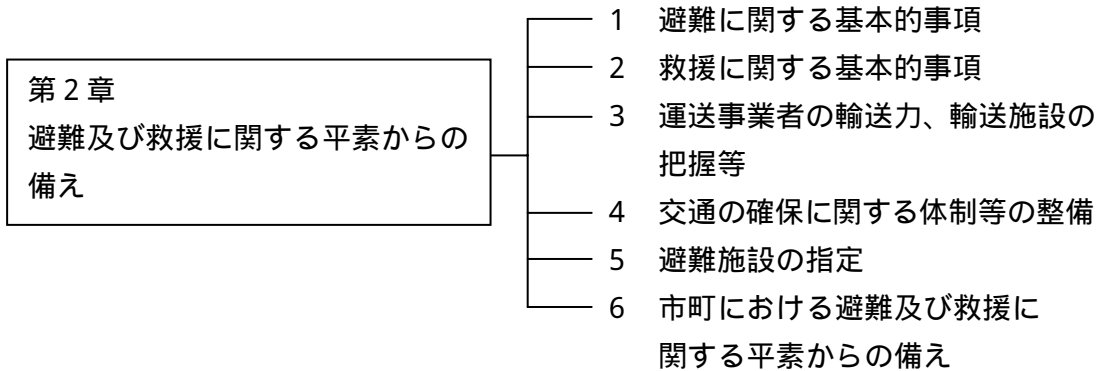 第２章
避難及び救援に関する平素からの
備え
1 避難に関する基本的事項
2 救援に関する基本的事項
3 運送事業者の輸送力、輸送施設の
把握等
4 交通の確保に関する体制等の整備
5 避難施設の指定
6 市町における避難及び救援に
関する平素からの備え